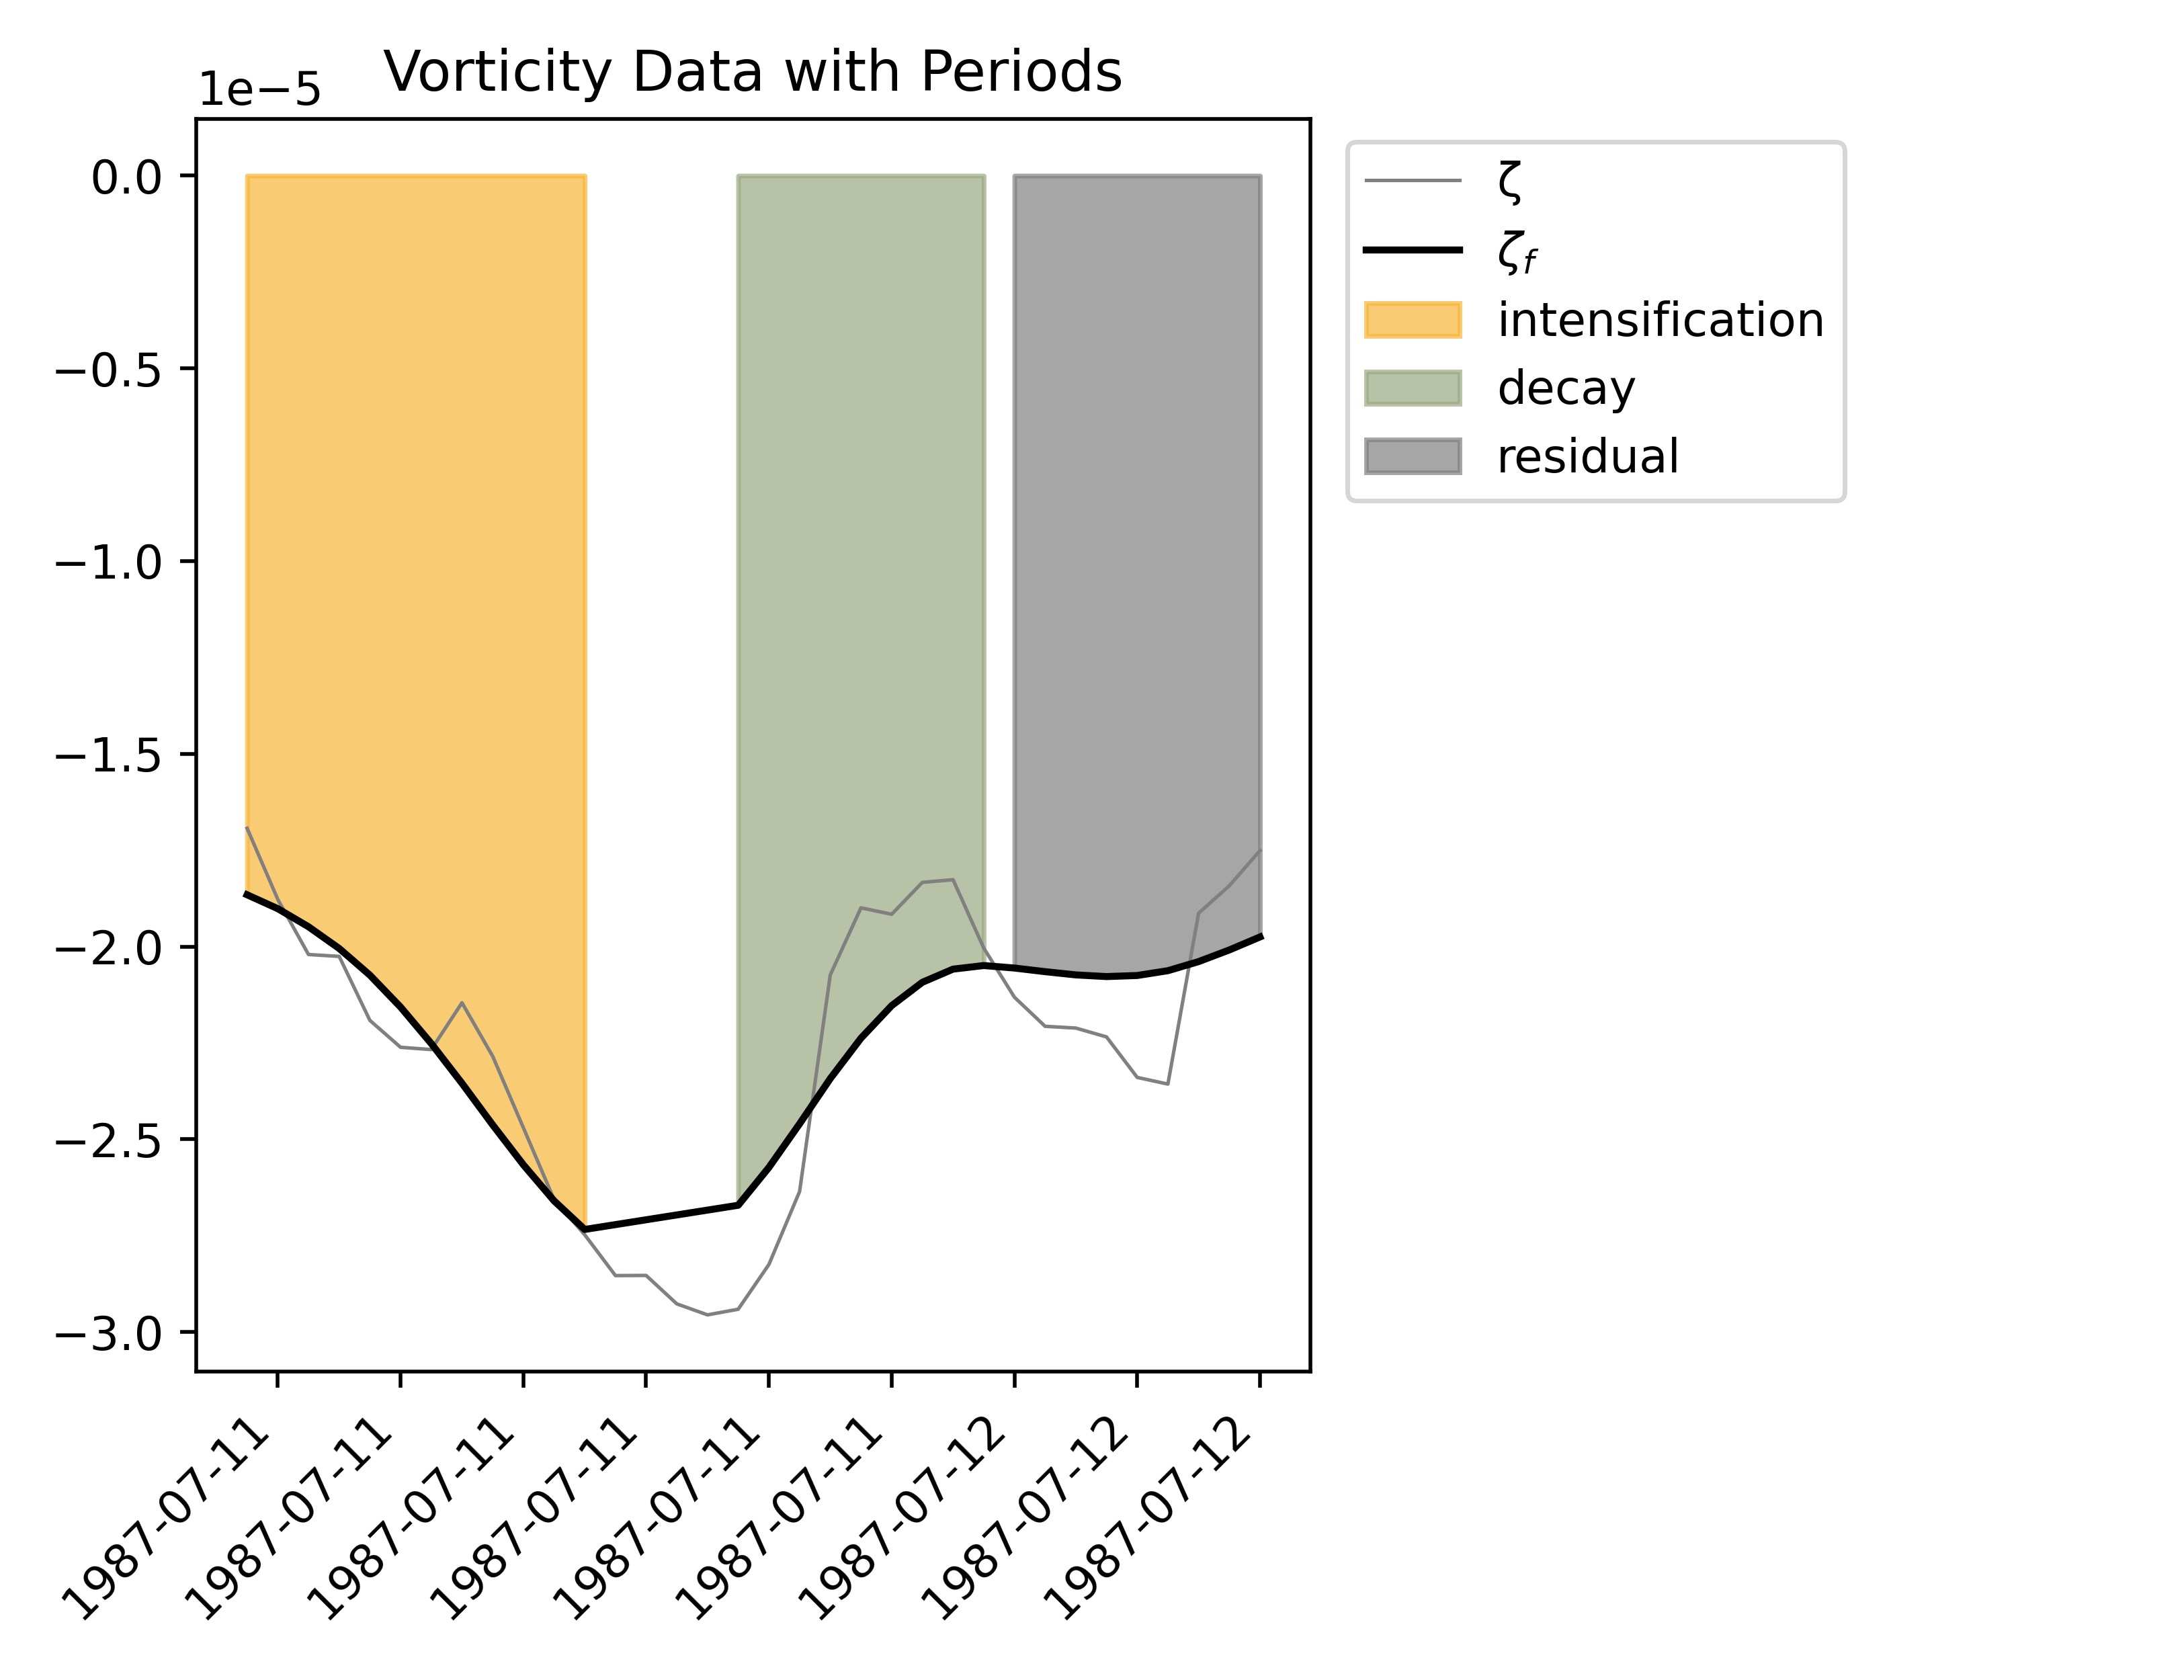 Vorticity Data with Periods
1e−5
0.0
−0.5
−1.0
−1.5
−2.0
−2.5
−3.0
1987-07-11
1987-07-11
1987-07-11
1987-07-11
1987-07-11
1987-07-11
1987-07-12
1987-07-12
1987-07-12
ζ
ζf
intensification
decay
residual